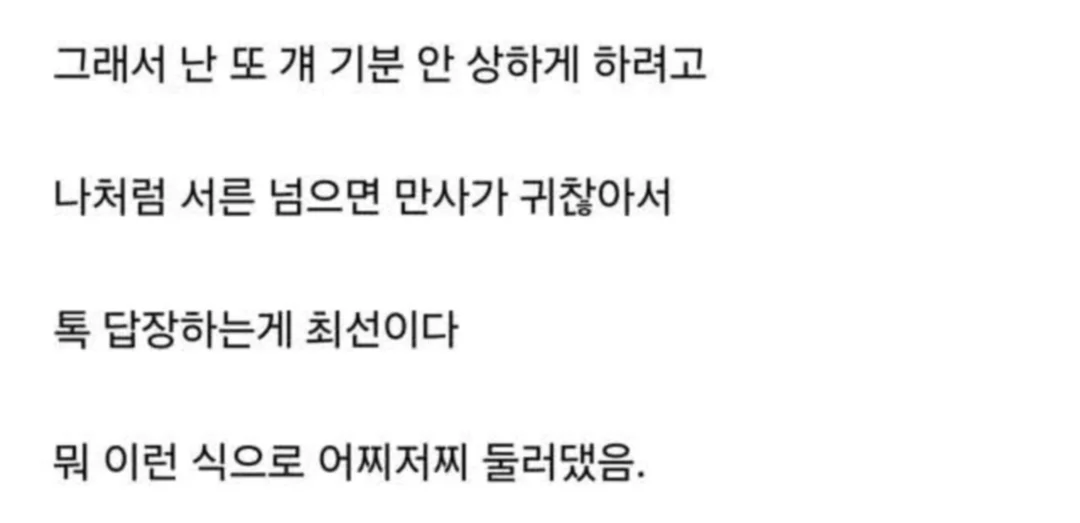 그래서 난 또 걔 기분 안 상하게 하려고
나처럼 서른 넘으면 만사가 귀찮아서
톡 답장하는게 최선이다
뭐 이런 식으로 어찌저찌 둘러댔음.